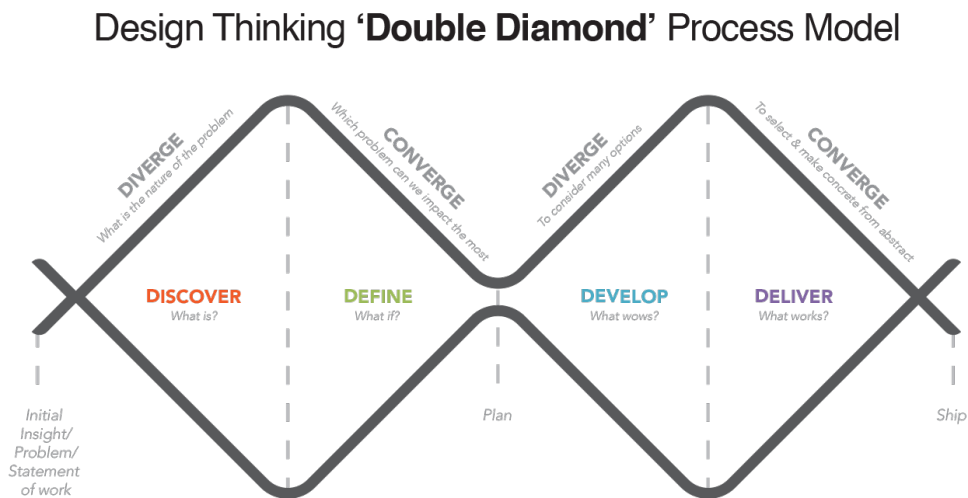 Design Thinking ‘Double Diamond’ Process Model
DIVERGE
What is the nature of the problem
CONVERGE
Which problem can we impact the most
DIVERGE
To consider many options
CONVERGE
To select & make concrete from abstract
DISCOVER
What is?
DEFINE
What if?
DEVELOP
What wows?
DELIVER
What works?
Initial
Insight/
Problem/
Statement
of work
Plan
Ship